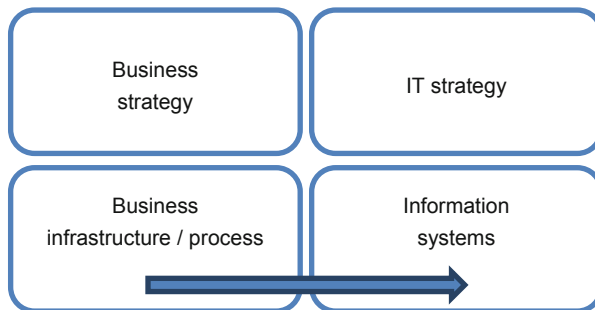 Business
strategy
IT strategy
Business
infrastructure / process
Information
systems